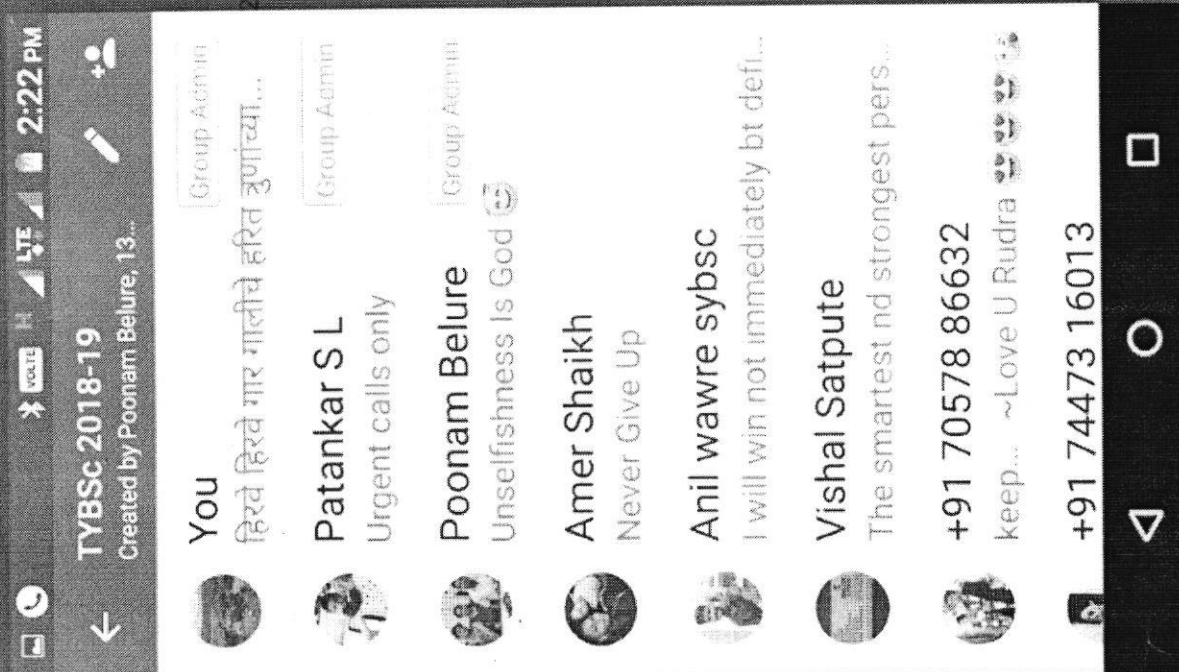 VOLTE H LTE 2:22 PM
TYBSc 2018-19
Created by Poonam Belure, 13...
You
Group Admin
हिरवे हिरवे गार गालीचे हरित त्रुणांच्या...
Patankar S L
Group Admin
Urgent calls only
Poonam Belure
Group Admin
Unselfishness Is God 😇
Amer Shaikh
Never Give Up
Anil wawre sybsc
I will win not immediately bt defi...
Vishal Satpute
The smartest nd strongest pers...
+91 70578 86632
keep... ~Love U Rudra 😍😍😍😍😘
+91 74473 16013